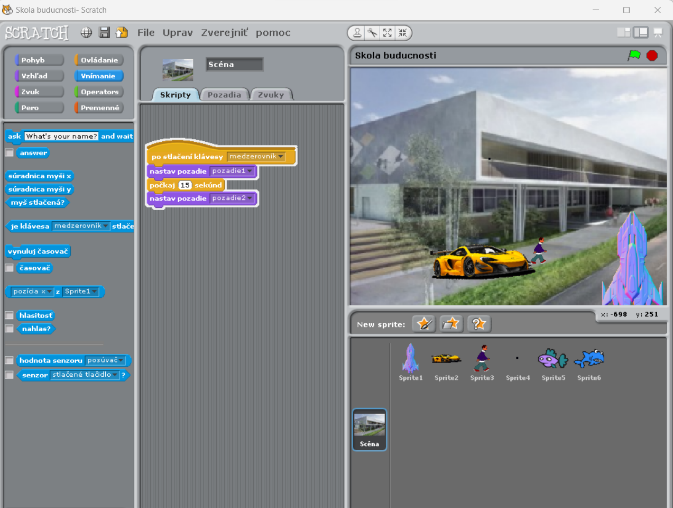 Skola buducnosti- Scratch
SCRATCH File Uprav Zverejniť pomoc
Pohyb Ovládanie
Vzhľad Vnímanie
Zvuk Operators
Pero Premenné
Scéna
Skripty Pozadia Zvuky
Skola buducnosti
ask What's your name? and wait
answer
súradnica myši x
súradnica myši y
myš stlačená?
je klávesa medzerovník stlače
vynuluj časovač
časovač
pozícia x z Sprite1
hlasitosť
nahlas?
hodnota senzoru posúvač
senzor stlačené tlačidlo ?
po stlačení klávesy medzerovník
nastav pozadie pozadie1
počkaj 15 sekúnd
nastav pozadie pozadie2
x:-698 y:251
New sprite:
Sprite1 Sprite2 Sprite3 Sprite4 Sprite5 Sprite6
Scéna